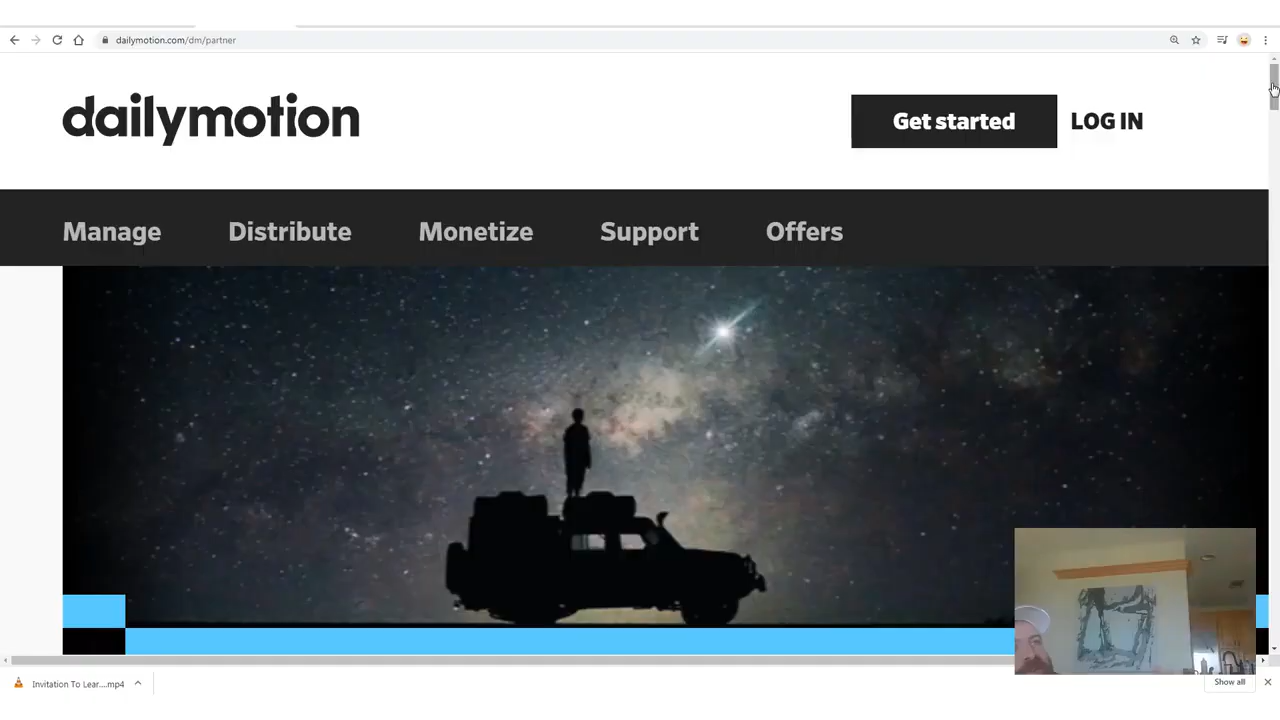 dailymotion.com/dm/partner
dailymotion
Get started
LOG IN
Manage
Distribute
Monetize
Support
Offers
Invitation To Lear....mp4
Show all